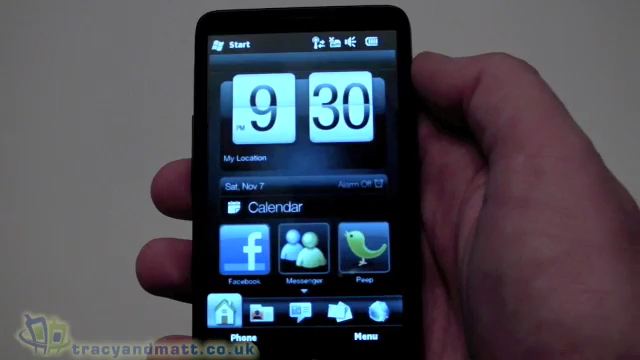 Start
9 30
PM
My Location
Sat, Nov 7 Alarm Off
Calendar
Facebook Messenger Peep
Phone Menu
tracyandmatt.co.uk